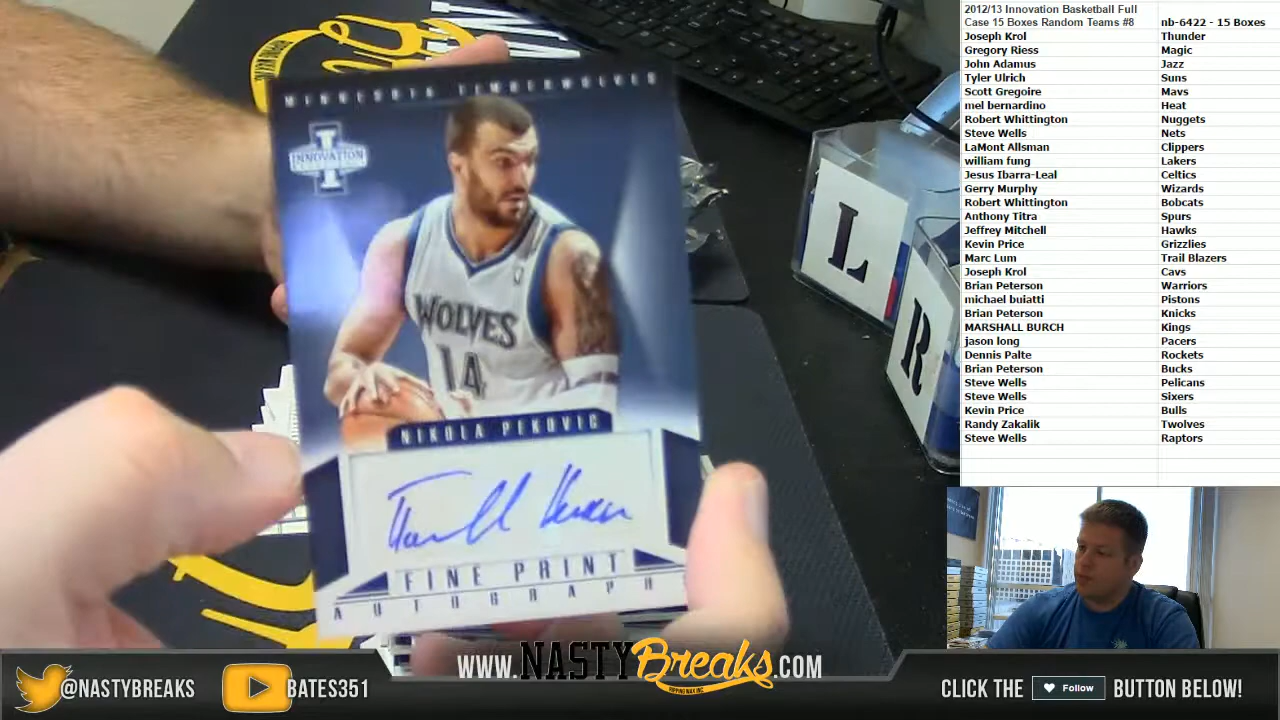 2012/13 Innovation Basketball Full
Case 15 Boxes Random Teams #8 nb-6422 - 15 Boxes
Joseph Krol Thunder
Gregory Riess Magic
John Adamus Jazz
Tyler Ulrich Suns
Scott Gregoire Mavs
mel bernardino Heat
Robert Whittington Nuggets
Steve Wells Nets
LaMont Allsman Clippers
william fung Lakers
Jesus Ibarra-Leal Celtics
Gerry Murphy Wizards
Robert Whittington Bobcats
Anthony Titra Spurs
Jeffrey Mitchell Hawks
Kevin Price Grizzlies
Marc Lum Trail Blazers
Joseph Krol Cavs
Brian Peterson Warriors
michael buiatti Pistons
Brian Peterson Knicks
MARSHALL BURCH Kings
jason long Pacers
Dennis Palte Rockets
Brian Peterson Bucks
Steve Wells Pelicans
Steve Wells Sixers
Kevin Price Bulls
Randy Zakalik Twolves
Steve Wells Raptors
MINNESOTA TIMBERWOLVES
I
INNOVATION
WOLVES
14
NIKOLA PEKOVIC
FINE PRINT
AUTOGRAPH
L
R
@NASTYBREAKS
BATES351
WWW.NASTYBreaks.COM
RIPPING WAX INC
CLICK THE Follow BUTTON BELOW!